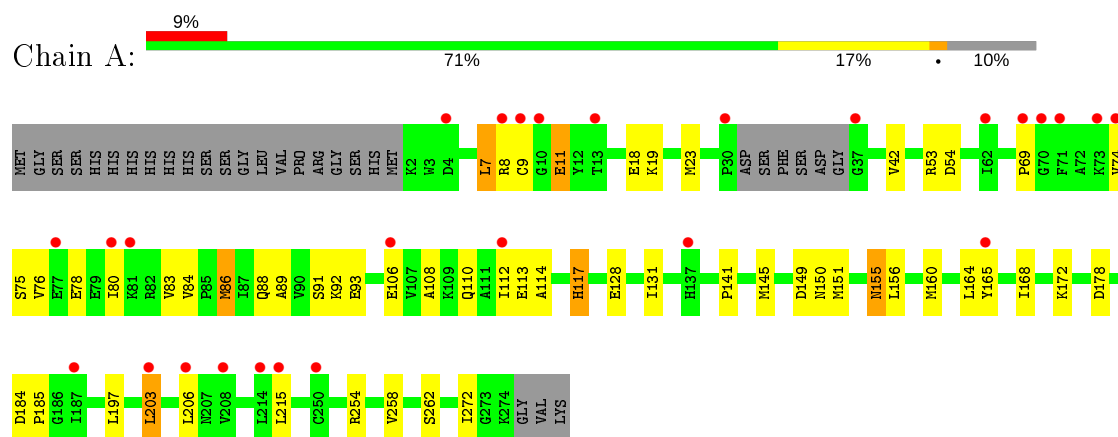 9%
Chain A:
71% 17% • 10%
MET GLY SER SER HIS HIS HIS HIS HIS HIS SER SER GLY LEU VAL PRO ARG GLY SER HIS MET K2 W3 D4 L7 R8 C9 G10 E11 Y12 T13 E18 K19 M23 P30 ASP SER PHE SER ASP GLY G37 V42 R53 D54 I62 P69 G70 F71 A72 K73 V74
S75 V76 E77 E78 E79 I80 K81 R82 V83 V84 P85 M86 I87 Q88 A89 V90 S91 K92 E93 E106 V107 A108 K109 Q110 A111 I112 E113 A114 H117 E128 I131 H137 P141 M145 D149 N150 M151 N155 L156 M160 L164 Y165 I168 K172 D178
D184 P185 G186 I187 L197 L203 L206 N207 V208 L214 L215 C250 R254 V258 S262 I272 G273 K274 GLY VAL LYS